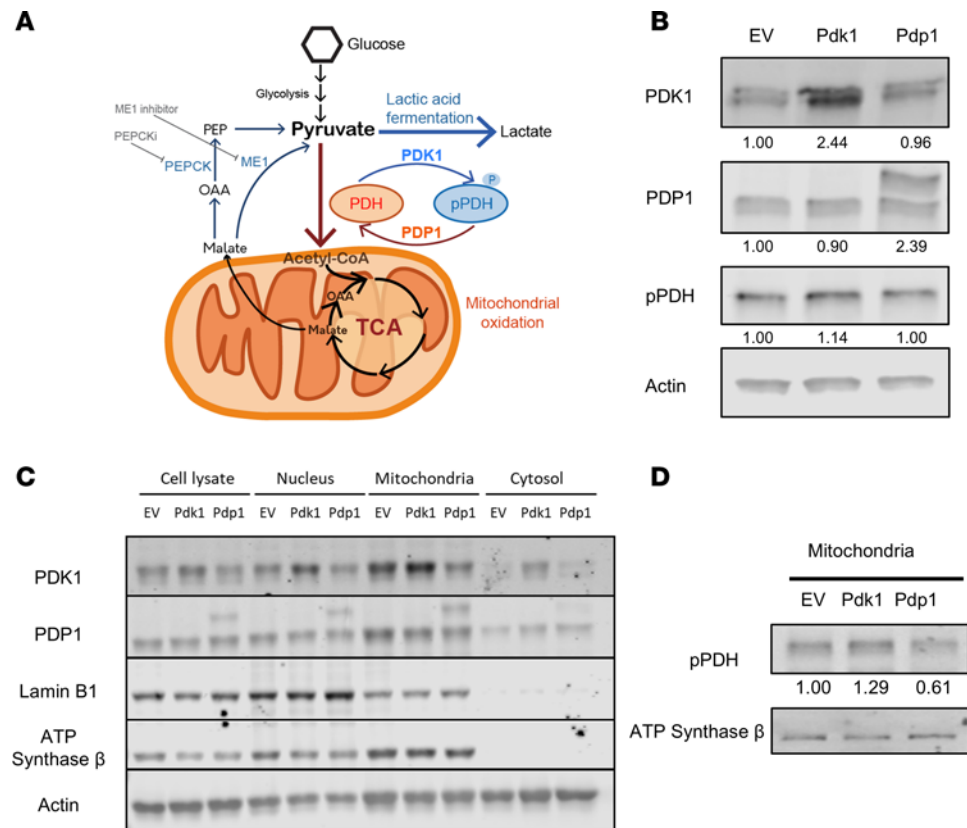 A
Glucose
Glycolysis
ME1 inhibitor
PEPCKi
PEP
Pyruvate
Lactic acid
fermentation
Lactate
PEPCK
ME1
OAA
PDK1
P
PDH
pPDH
PDP1
Malate
Acetyl-CoA
OAA
Malate
TCA
Mitochondrial
oxidation
B
EV Pdk1 Pdp1
PDK1
1.00 2.44 0.96
PDP1
1.00 0.90 2.39
pPDH
1.00 1.14 1.00
Actin
C
Cell lysate Nucleus Mitochondria Cytosol
EV Pdk1 Pdp1 EV Pdk1 Pdp1 EV Pdk1 Pdp1 EV Pdk1 Pdp1
PDK1
PDP1
Lamin B1
ATP
Synthase β
Actin
D
Mitochondria
EV Pdk1 Pdp1
pPDH
1.00 1.29 0.61
ATP Synthase β